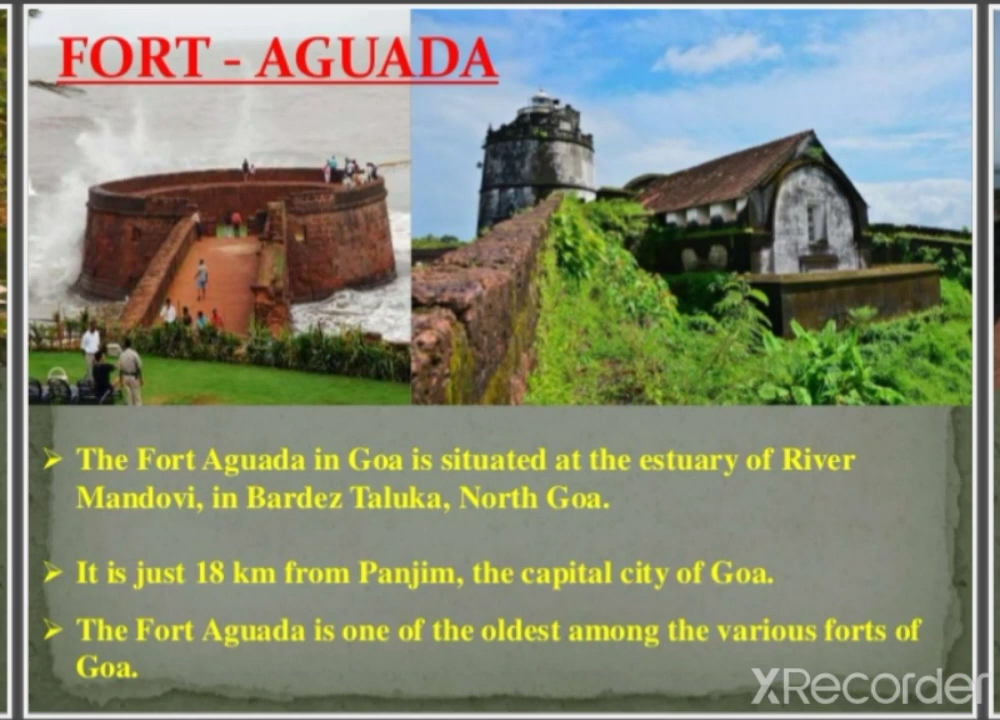 FORT - AGUADA
The Fort Aguada in Goa is situated at the estuary of River
Mandovi, in Bardez Taluka, North Goa.
It is just 18 km from Panjim, the capital city of Goa.
The Fort Aguada is one of the oldest among the various forts of
Goa.
XRecorder